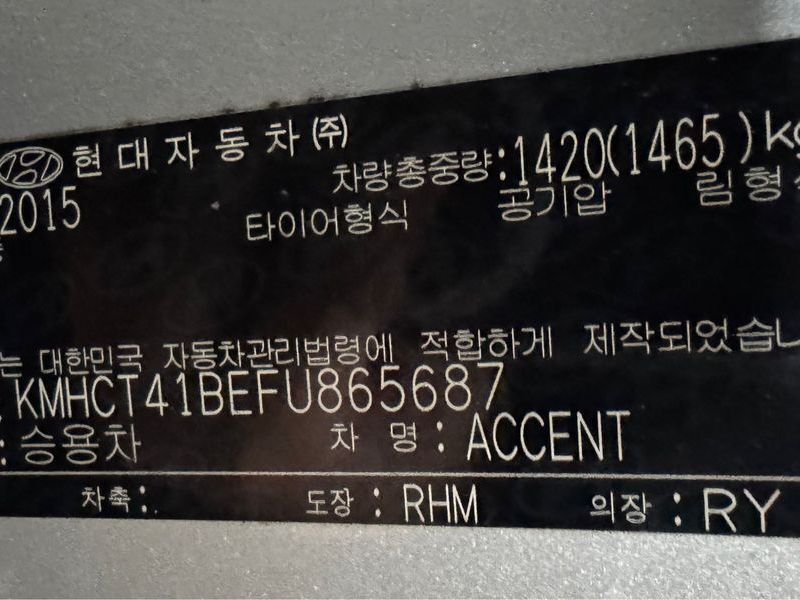 현대자동차㈜
2015 차량총중량:1420(1465)kg
타이어형식 공기압 림형식
는 대한민국 자동차관리법령에 적합하게 제작되었습니
KMHCT41BEFU865687
: 승용차 차 명 : ACCENT
차축: 도장 : RHM 의장 : RY